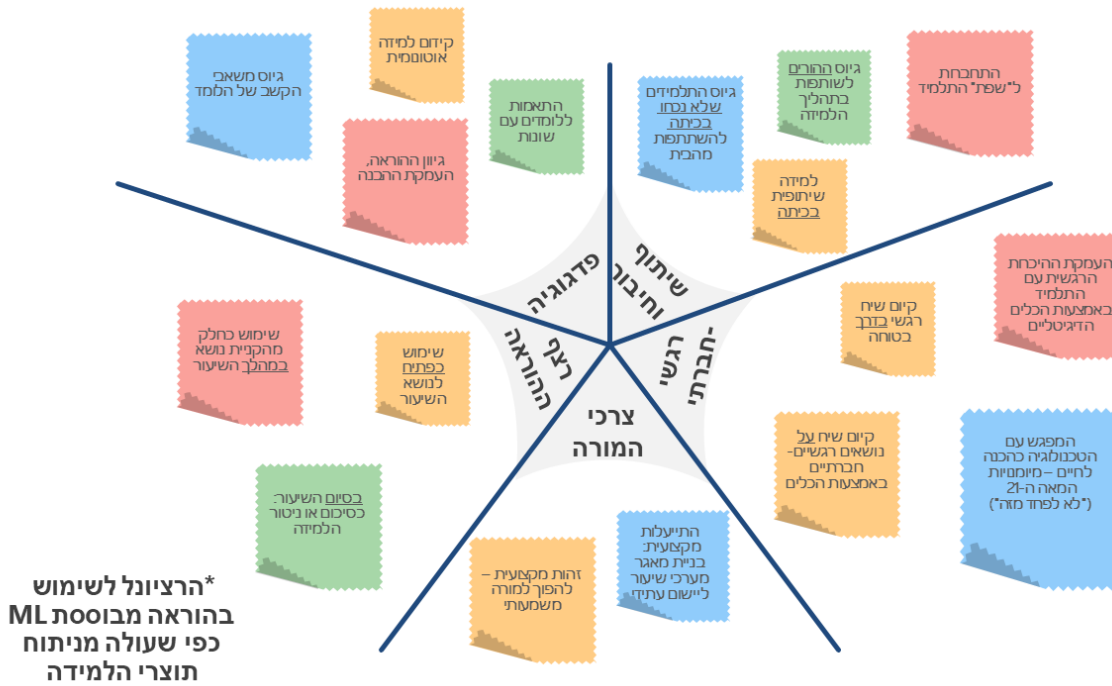 התחברות
ל"שפת" התלמיד
גיוס ההורים
לשותפות
בתהליך
הלמידה
גיוס התלמידים
שלא נכחו
בכיתה
להשתתפות
מהבית
למידה
שיתופית
בכיתה
שיתוף
וחיבור
קידום למידה
אוטונומית
גיוס משאבי
הקשב של הלומד
התאמות
ללומדים עם
שונות
גיוון ההוראה,
העמקת ההבנה
פדגוגיה
העמקת ההיכרות
הרגשית עם
התלמיד
באמצעות הכלים
הדיגיטליים
קיום שיח
רגשי בדרך
בטוחה
רגשי
חברתי-
קיום שיח על
נושאים רגשיים-
חברתיים
באמצעות הכלים
המפגש עם
הטכנולוגיה כהכנה
לחיים – מיומנויות
המאה ה-21
("לא לפחד מזה")
שימוש כחלק
מהקניית נושא
במהלך השיעור
שימוש
כפתיח
לנושא
השיעור
רצף
ההוראה
בסיום השיעור:
כסיכום או ניטור
הלמידה
צרכי
המורה
התייעלות
מקצועית:
בניית מאגר
מערכי שיעור
ליישום עתידי
זהות מקצועית –
להפוך למורה
משמעותי
*הרציונל לשימוש
בהוראה מבוססת ML
כפי שעולה מניתוח
תוצרי הלמידה